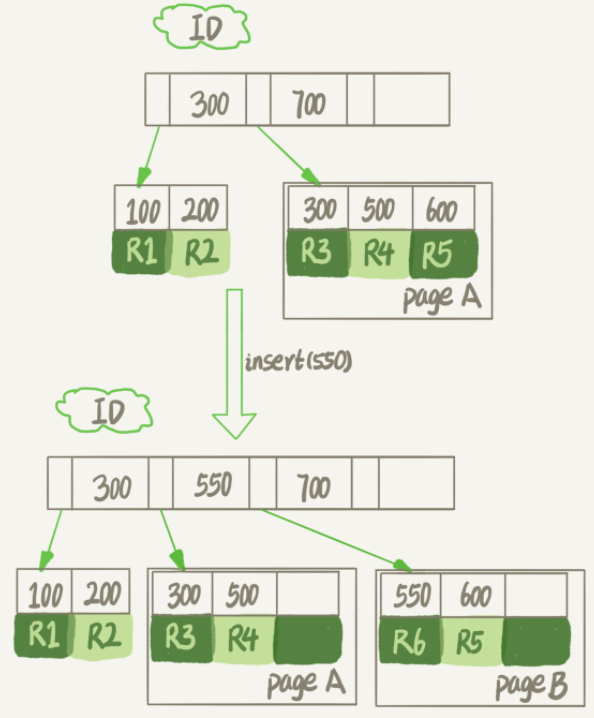 ID
300 700
100 200 300 500 600
R1 R2 R3 R4 R5
page A
insert(550)
ID
300 550 700
100 200 300 500 550 600
R1 R2 R3 R4 R6 R5
page A page B